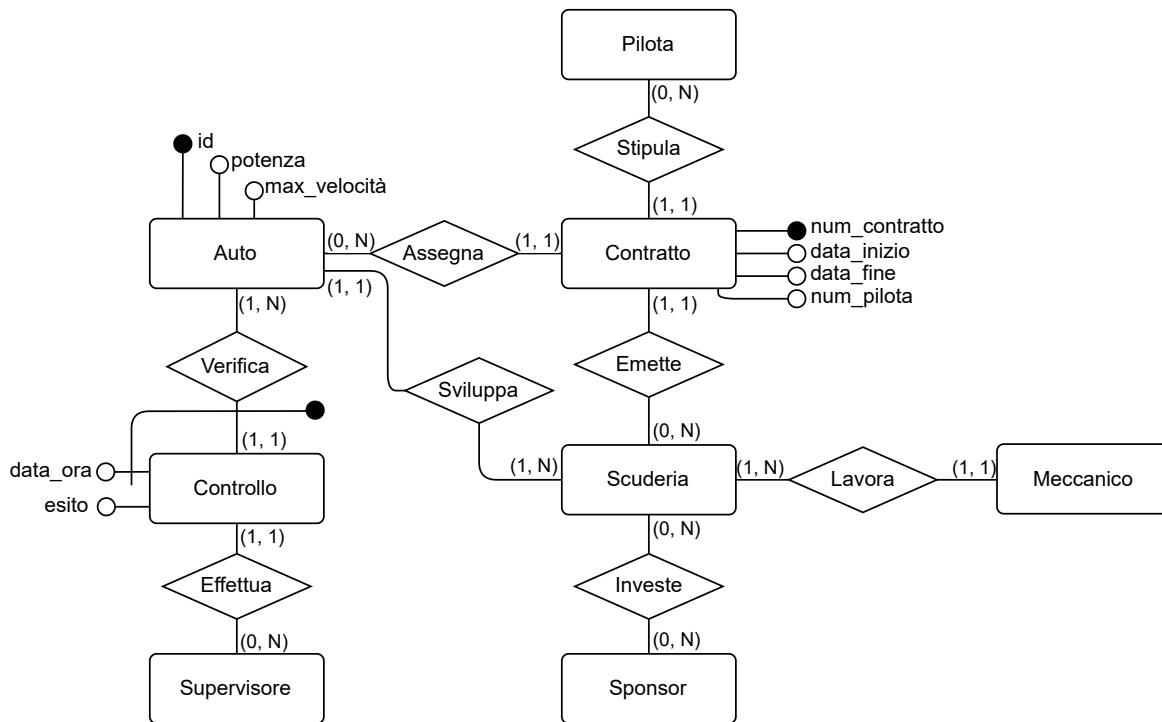 Pilota
(0, N)
Stipula
(1, 1)
id
potenza
max_velocità
Auto
(0, N)
Assegna
(1, 1)
Contratto
num_contratto
data_inizio
data_fine
num_pilota
(1, 1)
(1, N)
(1, 1)
Verifica
Emette
Sviluppa
(1, 1)
(0, N)
data_ora
esito
Controllo
(1, N)
Scuderia
(1, N)
Lavora
(1, 1)
Meccanico
(1, 1)
(0, N)
Effettua
Investe
(0, N)
(0, N)
Supervisore
Sponsor